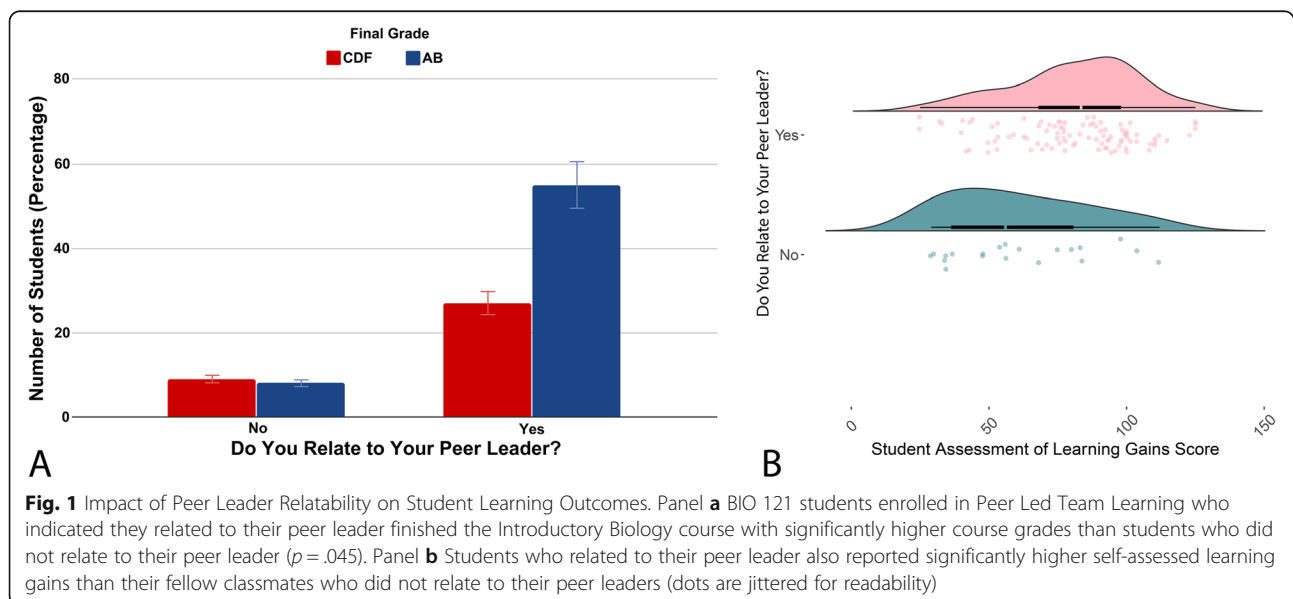 Final Grade
CDF AB
Number of Students (Percentage)
80
60
40
20
0
No Yes
Do You Relate to Your Peer Leader?
A
Do You Relate to Your Peer Leader?
Yes
No
0 50 100 150
Student Assessment of Learning Gains Score
B
Fig. 1 Impact of Peer Leader Relatability on Student Learning Outcomes. Panel a BIO 121 students enrolled in Peer Led Team Learning who
indicated they related to their peer leader finished the Introductory Biology course with significantly higher course grades than students who did
not relate to their peer leader (p = .045). Panel b Students who related to their peer leader also reported significantly higher self-assessed learning
gains than their fellow classmates who did not relate to their peer leaders (dots are jittered for readability)